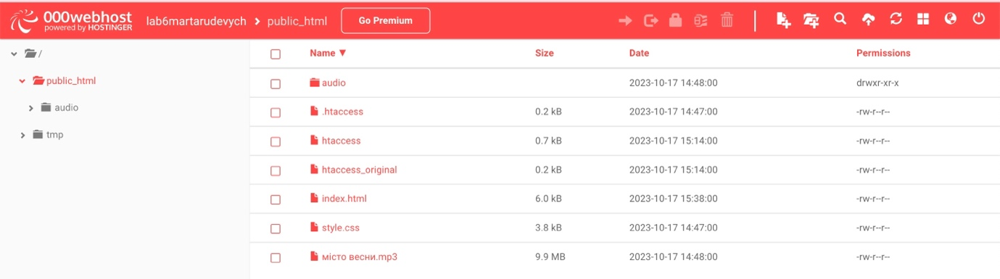 000webhost
powered by HOSTINGER
lab6martarudevych > public_html
Go Premium
/
public_html
audio
tmp
Name ▼ Size Date Permissions
audio 2023-10-17 14:48:00 drwxr-xr-x
.htaccess 0.2 kB 2023-10-17 14:47:00 -rw-r--r--
htaccess 0.7 kB 2023-10-17 15:14:00 -rw-r--r--
htaccess_original 0.2 kB 2023-10-17 15:14:00 -rw-r--r--
index.html 6.0 kB 2023-10-17 15:38:00 -rw-r--r--
style.css 3.8 kB 2023-10-17 14:47:00 -rw-r--r--
місто весни.mp3 9.9 MB 2023-10-17 14:48:00 -rw-r--r--